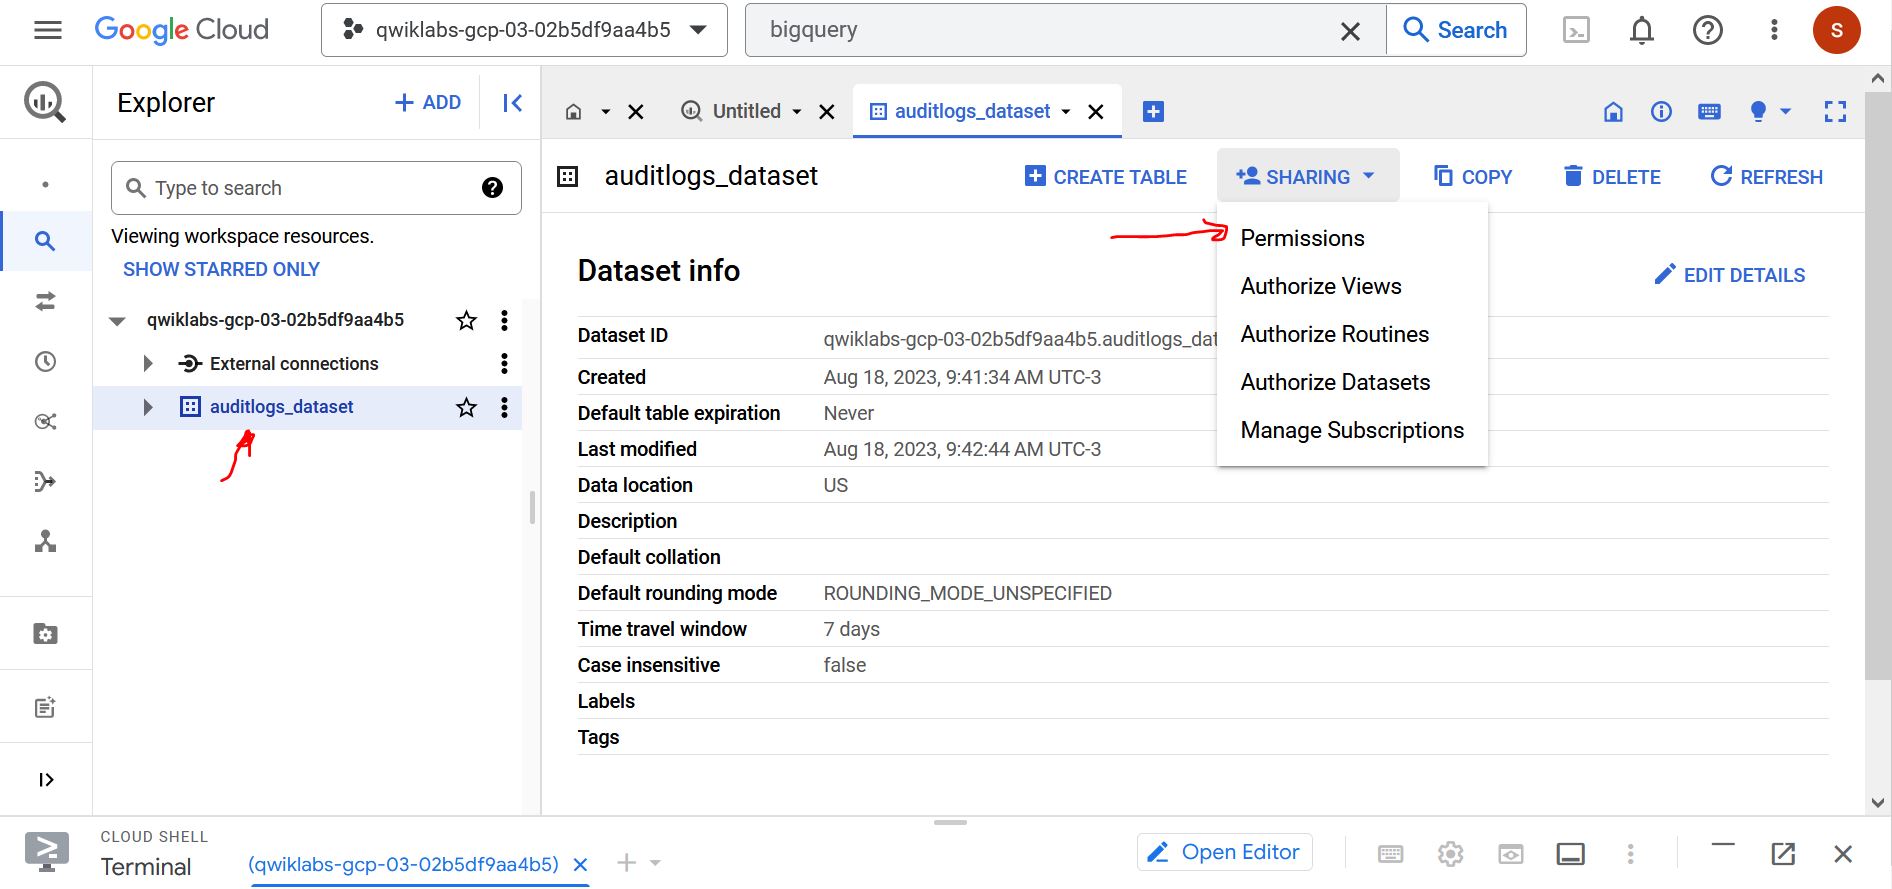 Google Cloud
qwiklabs-gcp-03-02b5df9aa4b5
bigquery
Search
S
Explorer
+ ADD
Untitled
auditlogs_dataset
Type to search
Viewing workspace resources.
SHOW STARRED ONLY
qwiklabs-gcp-03-02b5df9aa4b5
External connections
auditlogs_dataset
auditlogs_dataset
CREATE TABLE
SHARING
COPY
DELETE
REFRESH
Permissions
Authorize Views
Authorize Routines
Authorize Datasets
Manage Subscriptions
Dataset info
EDIT DETAILS
Dataset ID qwiklabs-gcp-03-02b5df9aa4b5.auditlogs_dat
Created Aug 18, 2023, 9:41:34 AM UTC-3
Default table expiration Never
Last modified Aug 18, 2023, 9:42:44 AM UTC-3
Data location US
Description
Default collation
Default rounding mode ROUNDING_MODE_UNSPECIFIED
Time travel window 7 days
Case insensitive false
Labels
Tags
CLOUD SHELL
Terminal
(qwiklabs-gcp-03-02b5df9aa4b5)
Open Editor